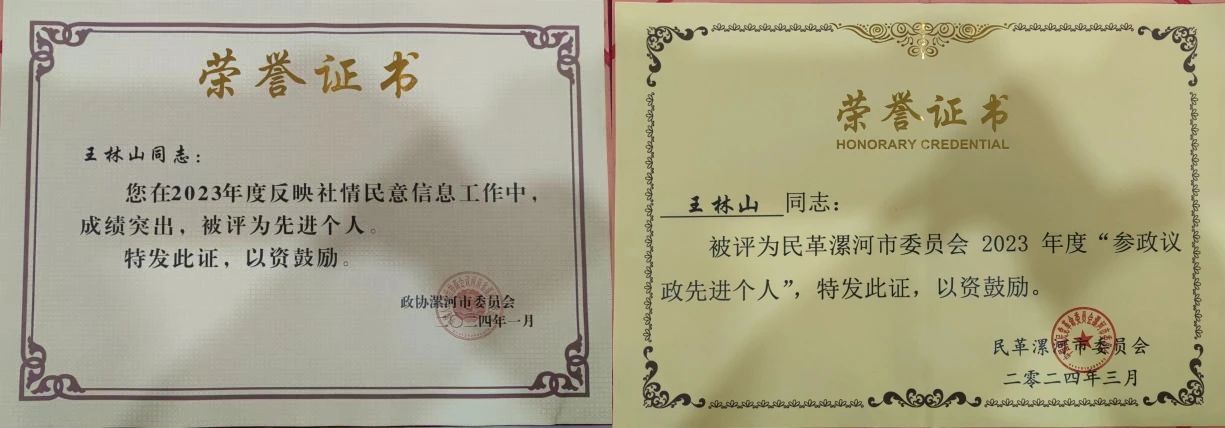 荣誉证书
王林山同志：
您在2023年度反映社情民意信息工作中，
成绩突出，被评为先进个人。
特发此证，以资鼓励。
政协漯河市委员会
二〇二四年一月
荣誉证书
HONORARY CREDENTIAL
王林山 同志：
被评为民革漯河市委员会 2023 年度“参政议
政先进个人”，特发此证，以资鼓励。
民革漯河市委员会
二零二四年三月